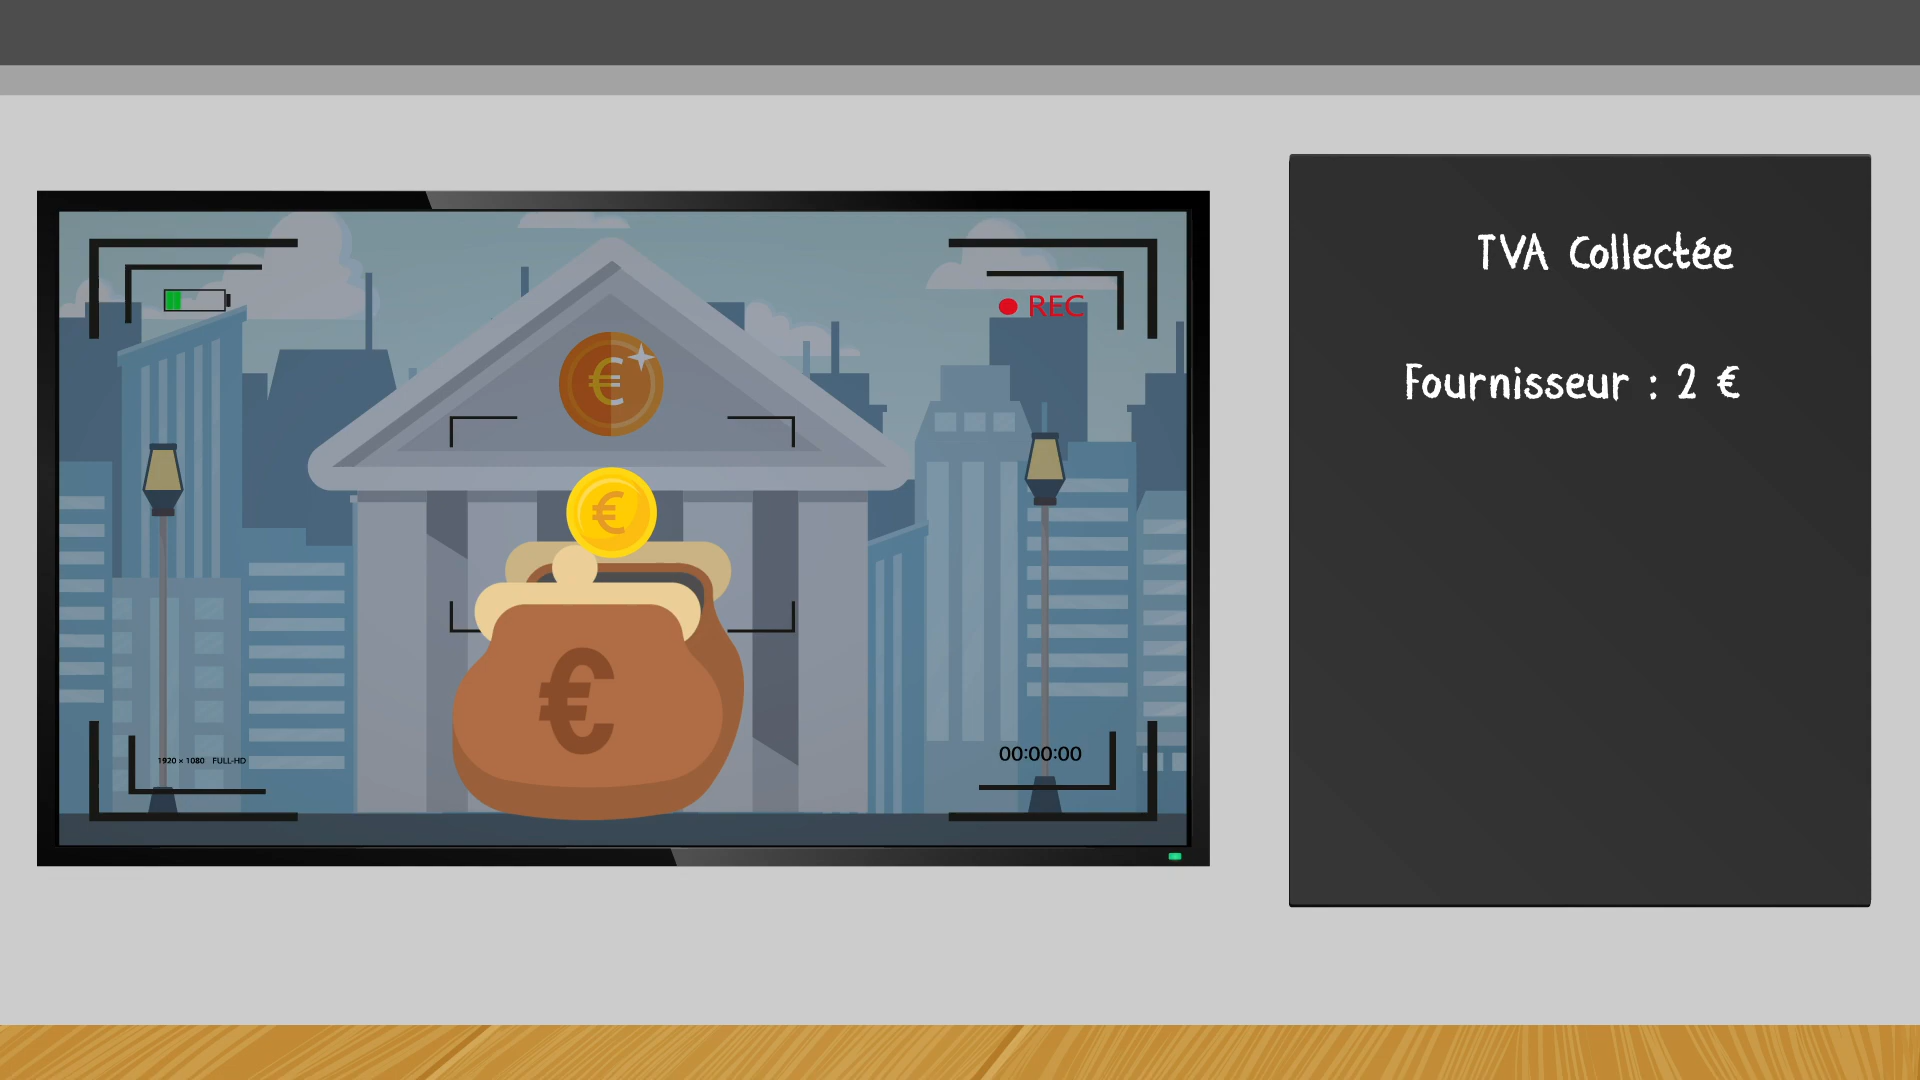 TVA Collectée
Fournisseur : 2 €
REC
€
€
€
1920 × 1080 FULL-HD
00:00:00